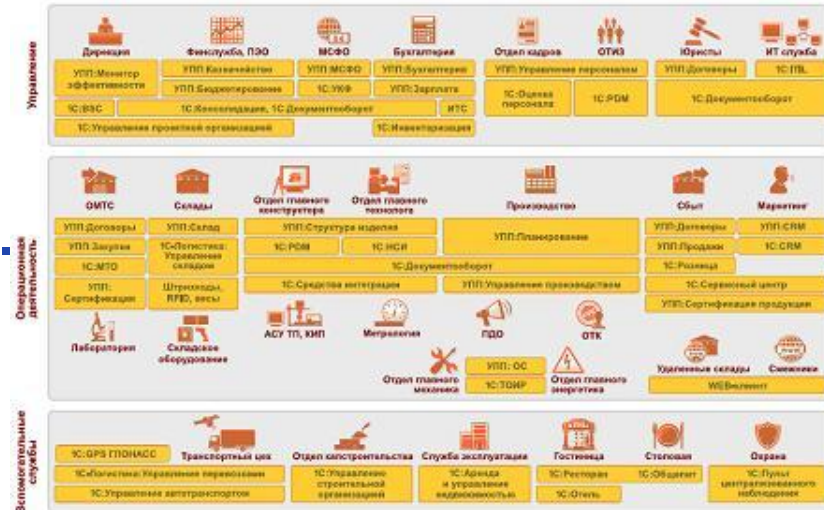 Управление
Дирекция
Финслужба, ПЭО
МСФО
Бухгалтерия
Отдел кадров
ОТИЗ
Юристы
ИТ служба
УПП:Монитор
эффективности
УПП:Казначейство
УПП:МСФО
УПП:Бухгалтерия
УПП:Управление персоналом
УПП:Договоры
1С:ITIL
УПП:Бюджетирование
1С:УКФ
УПП:Зарплата
1С:Оценка
персонала
1С:PDM
1С:Документооборот
1С:ВЭС
1С:Консолидация, 1С:Документооборот
ИТС
1С:Управление проектной организацией
1С:Инвентаризация
Операционная
деятельность
ОМТС
Склады
Отдел главного
конструктора
Отдел главного
технолога
Производство
Сбыт
Маркетинг
УПП:Договоры
УПП:Склад
УПП:Структура изделия
УПП:Планирование
УПП:Договоры
УПП:CRM
УПП:Закупки
1С-Логистика:
Управление
складом
1С:PDM
1С:НСИ
УПП:Продажи
1С:CRM
1С:МТО
1С:Документооборот
1С:Розница
УПП:
Сертификация
Штрихкоды,
RFID, весы
1С:Средства интеграции
УПП:Управление производством
1С:Сервисный центр
УПП:Сертификация продукции
Лаборатория
Складское
оборудование
АСУ ТП, КИП
Метрология
ПДО
ОТК
Отдел главного
механика
УПП: ОС
1С:ТОИР
Отдел главного
энергетика
Удаленные склады
Смежники
WEB-клиент
Вспомогательные
службы
1С:GPS ГЛОНАСС
Транспортный цех
Отдел капстроительства
Служба эксплуатации
Гостиница
Столовая
Охрана
1С-Логистика:Управление перевозками
1С:Управление
строительной
организацией
1С:Аренда
и управление
недвижимостью
1С:Ресторан
1С:Общепит
1С:Пульт
централизованного
наблюдения
1С:Управление автотранспортом
1С:Отель